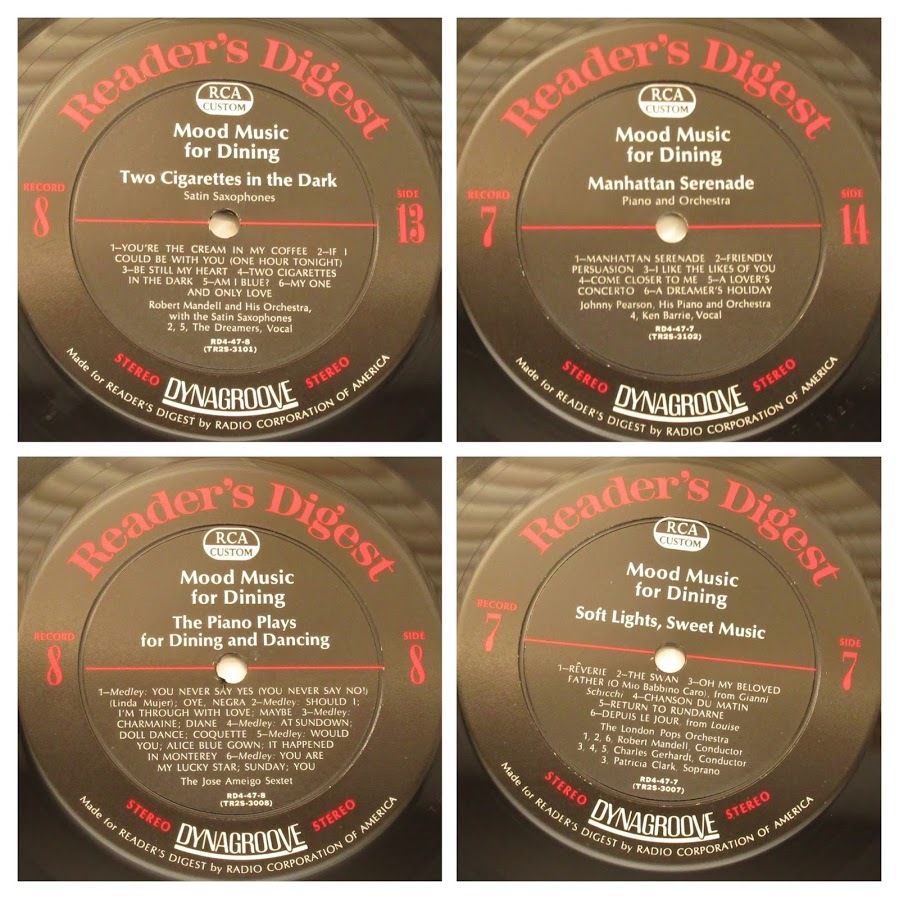 Reader's Digest
RCA
CUSTOM
Mood Music
for Dining
Two Cigarettes in the Dark
Satin Saxophones
RECORD
8
SIDE
13
1–YOU'RE THE CREAM IN MY COFFEE 2–IF I
COULD BE WITH YOU (ONE HOUR TONIGHT)
3–BE STILL MY HEART 4–TWO CIGARETTES
IN THE DARK 5–AM I BLUE? 6–MY ONE
AND ONLY LOVE
Robert Mandell and His Orchestra,
with the Satin Saxophones
2, 5, The Dreamers, Vocal
RD4-47-8
(TR2S-3101)
STEREO DYNAGROOVE STEREO
Made for READER'S DIGEST by RADIO CORPORATION OF AMERICA
Reader's Digest
RCA
CUSTOM
Mood Music
for Dining
Manhattan Serenade
Piano and Orchestra
RECORD
7
SIDE
14
1–MANHATTAN SERENADE 2–FRIENDLY
PERSUASION 3–I LIKE THE LIKES OF YOU
4–COME CLOSER TO ME 5–A LOVER'S
CONCERTO 6–A DREAMER'S HOLIDAY
Johnny Pearson, His Piano and Orchestra
4, Ken Barrie, Vocal
RD4-47-7
(TR2S-3102)
STEREO DYNAGROOVE STEREO
Made for READER'S DIGEST by RADIO CORPORATION OF AMERICA
Reader's Digest
RCA
CUSTOM
Mood Music
for Dining
The Piano Plays
for Dining and Dancing
RECORD
8
SIDE
8
1–Medley: YOU NEVER SAY YES (YOU NEVER SAY NO!)
(Linda Mujer); OYE, NEGRA 2–Medley: SHOULD I;
I'M THROUGH WITH LOVE; MAYBE 3–Medley:
CHARMAINE; DIANE 4–Medley: AT SUNDOWN;
DOLL DANCE; COQUETTE 5–Medley: WOULD
YOU; ALICE BLUE GOWN; IT HAPPENED
IN MONTEREY 6–Medley: YOU ARE
MY LUCKY STAR; SUNDAY; YOU
The Jose Ameigo Sextet
RD4-47-8
(TR2S-3008)
STEREO DYNAGROOVE STEREO
Made for READER'S DIGEST by RADIO CORPORATION OF AMERICA
Reader's Digest
RCA
CUSTOM
Mood Music
for Dining
Soft Lights, Sweet Music
RECORD
7
SIDE
7
1–RÊVERIE 2–THE SWAN 3–OH MY BELOVED
FATHER (O Mio Babbino Caro), from Gianni
Schicchi 4–CHANSON DU MATIN
5–RETURN TO RUNDARNE
6–DEPUIS LE JOUR, from Louise
The London Pops Orchestra
1, 2, 6, Robert Mandell, Conductor
3, 4, 5, Charles Gerhardt, Conductor
3, Patricia Clark, Soprano
RD4-47-7
(TR2S-3007)
STEREO DYNAGROOVE STEREO
Made for READER'S DIGEST by RADIO CORPORATION OF AMERICA